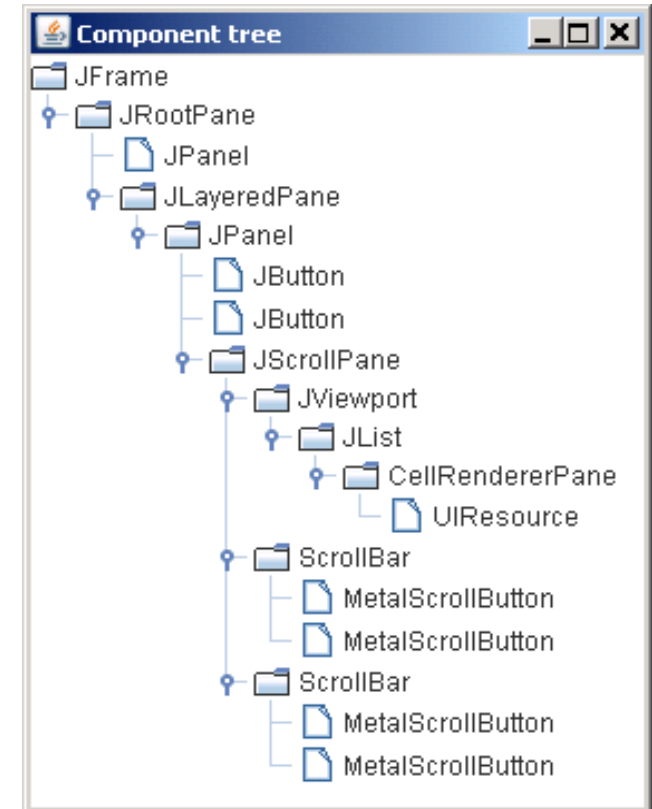 Component tree
JFrame
JRootPane
JPanel
JLayeredPane
JPanel
JButton
JButton
JScrollPane
JViewport
JList
CellRendererPane
UIResource
ScrollBar
MetalScrollButton
MetalScrollButton
ScrollBar
MetalScrollButton
MetalScrollButton